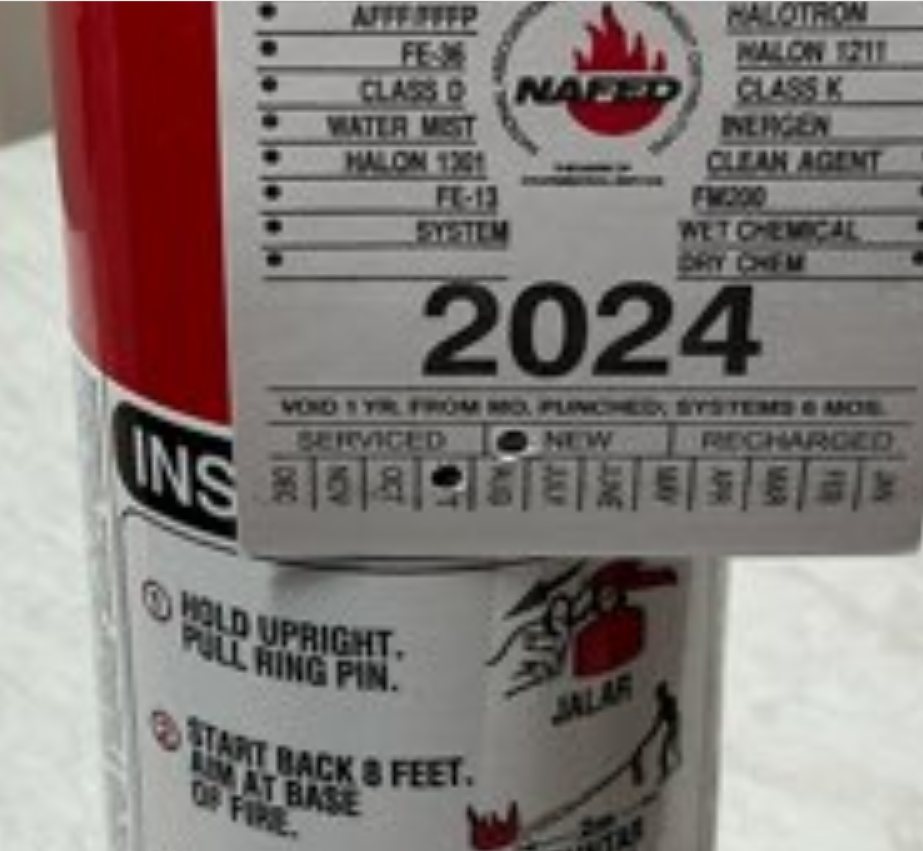 AFFF/FFFP
FE-36
CLASS D
WATER MIST
HALON 1301
FE-13
SYSTEM
NAFED
HALOTRON
HALON 1211
CLASS K
INERGEN
CLEAN AGENT
FM200
WET CHEMICAL
DRY CHEM
2024
VOID 1 YR. FROM MO. PUNCHED; SYSTEMS 6 MOS.
SERVICED NEW RECHARGED
DEC NOV OCT AUG JULY JUNE MAY APR MAR FEB JAN
INS
1 HOLD UPRIGHT.
PULL RING PIN.
JALAR
2 START BACK 8 FEET.
AIM AT BASE
OF FIRE.